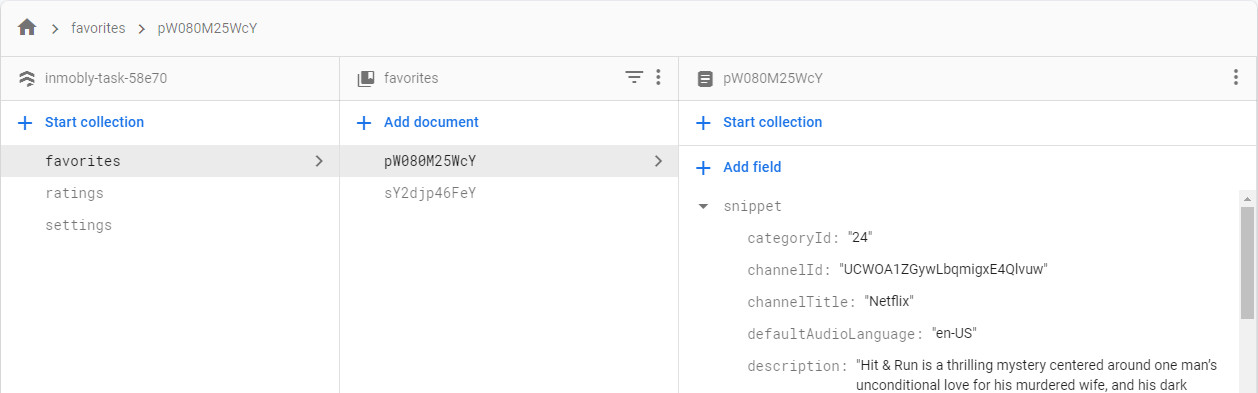 favorites pW080M25WcY
inmobly-task-58e70
favorites
pW080M25WcY
Start collection
Add document
Start collection
favorites
ratings
settings
pW080M25WcY
sY2djp46FeY
Add field
snippet
categoryId: "24"
channelId: "UCWOA1ZGywLbqmigxE4Qlvuw"
channelTitle: "Netflix"
defaultAudioLanguage: "en-US"
description: "Hit & Run is a thrilling mystery centered around one man’s
unconditional love for his murdered wife, and his dark